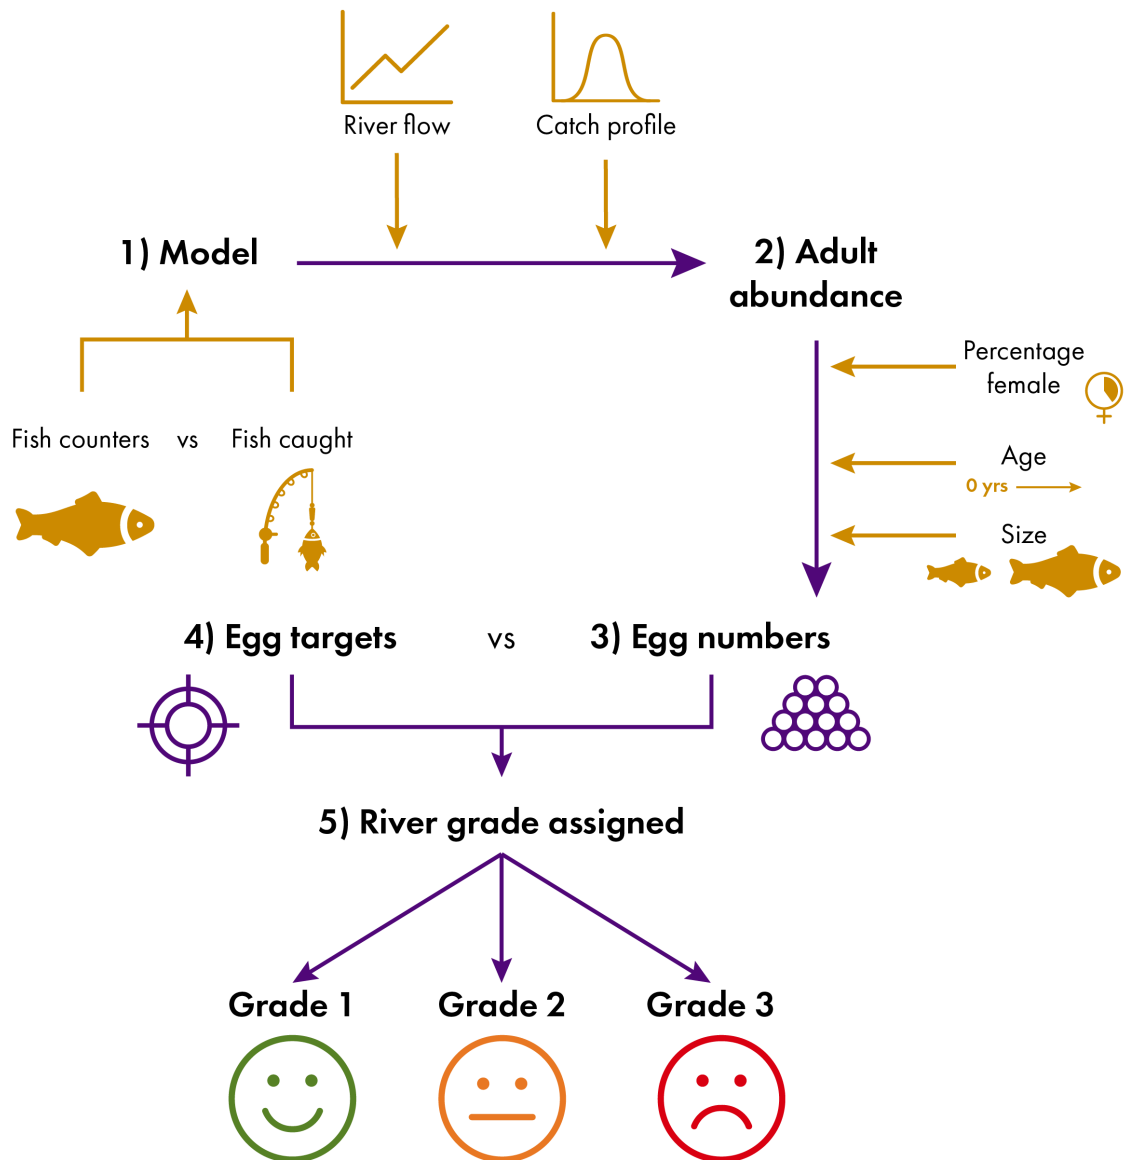 River flow
Catch profile
1) Model
2) Adult
abundance
Percentage
female
Fish counters vs Fish caught
Age
0 yrs
Size
4) Egg targets vs 3) Egg numbers
5) River grade assigned
Grade 1
Grade 2
Grade 3